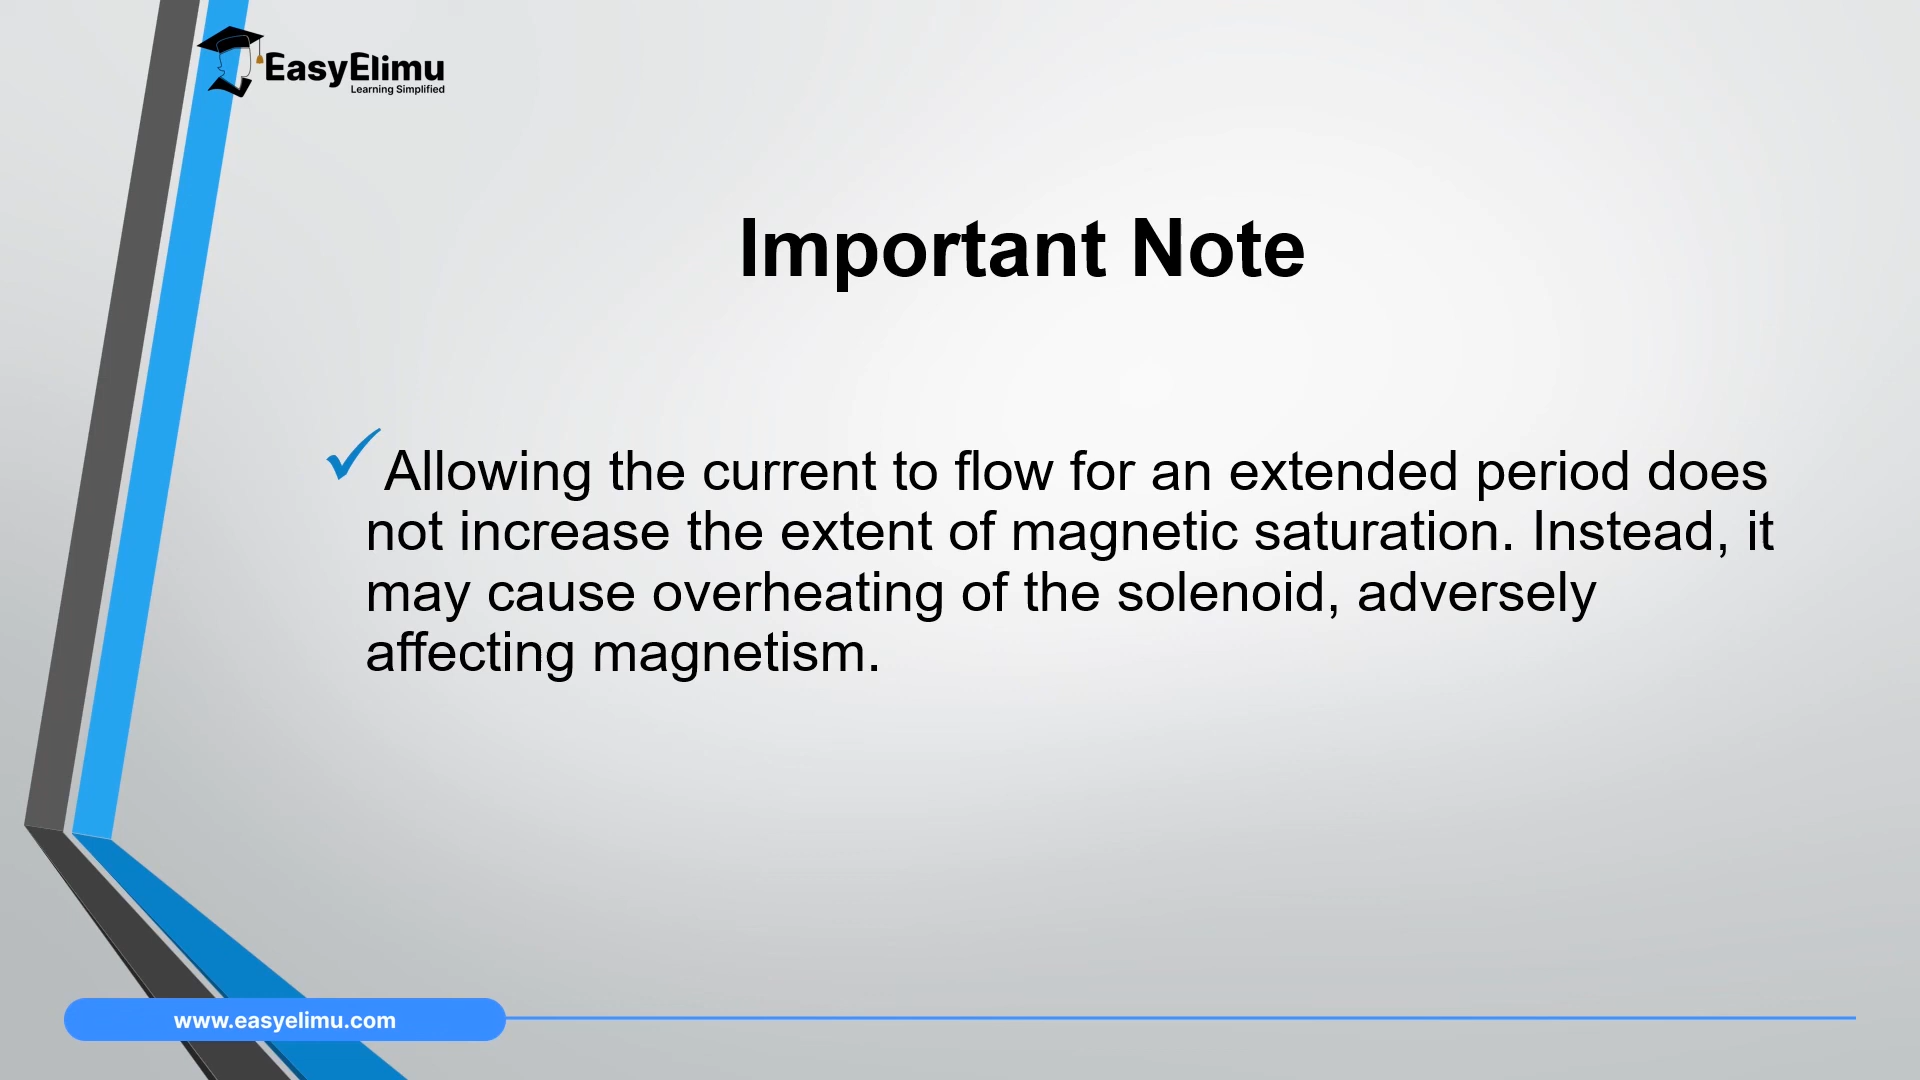 EasyElimu
Learning Simplified
Important Note
✓Allowing the current to flow for an extended period does
not increase the extent of magnetic saturation. Instead, it
may cause overheating of the solenoid, adversely
affecting magnetism.
www.easyelimu.com